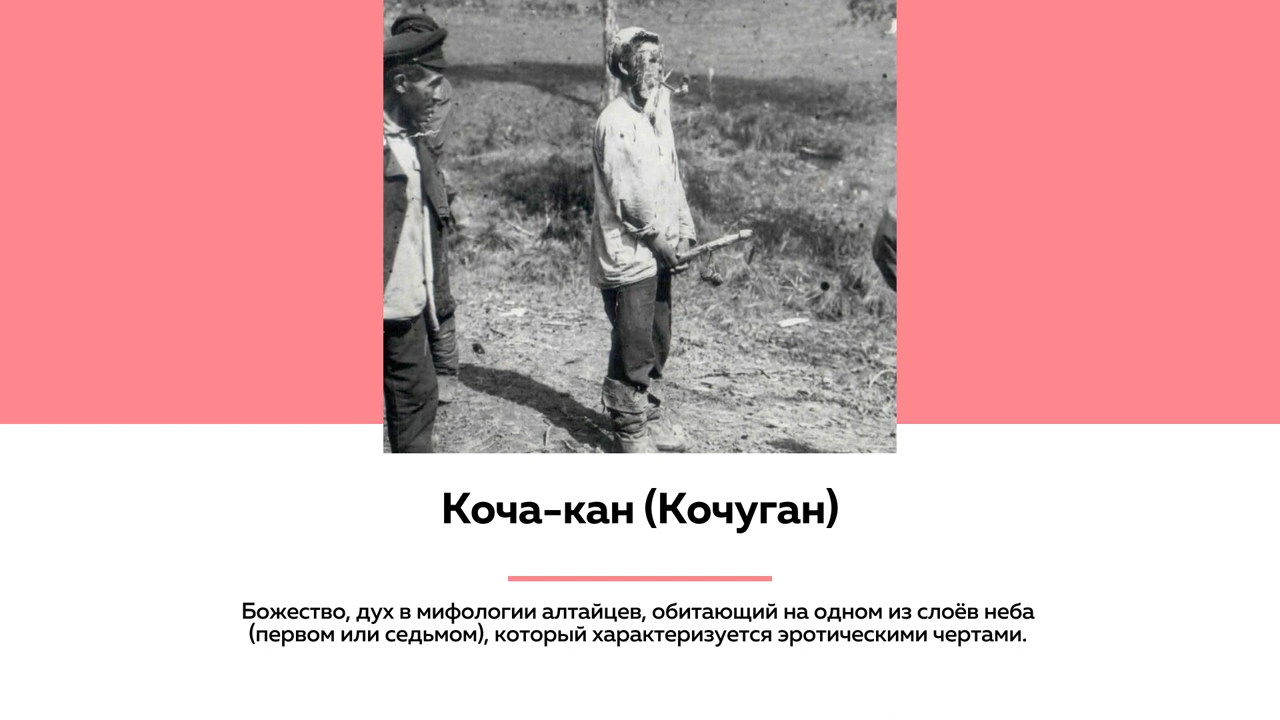 Коча-кан (Кочуган)
Божество, дух в мифологии алтайцев, обитающий на одном из слоёв неба
(первом или седьмом), который характеризуется эротическими чертами.